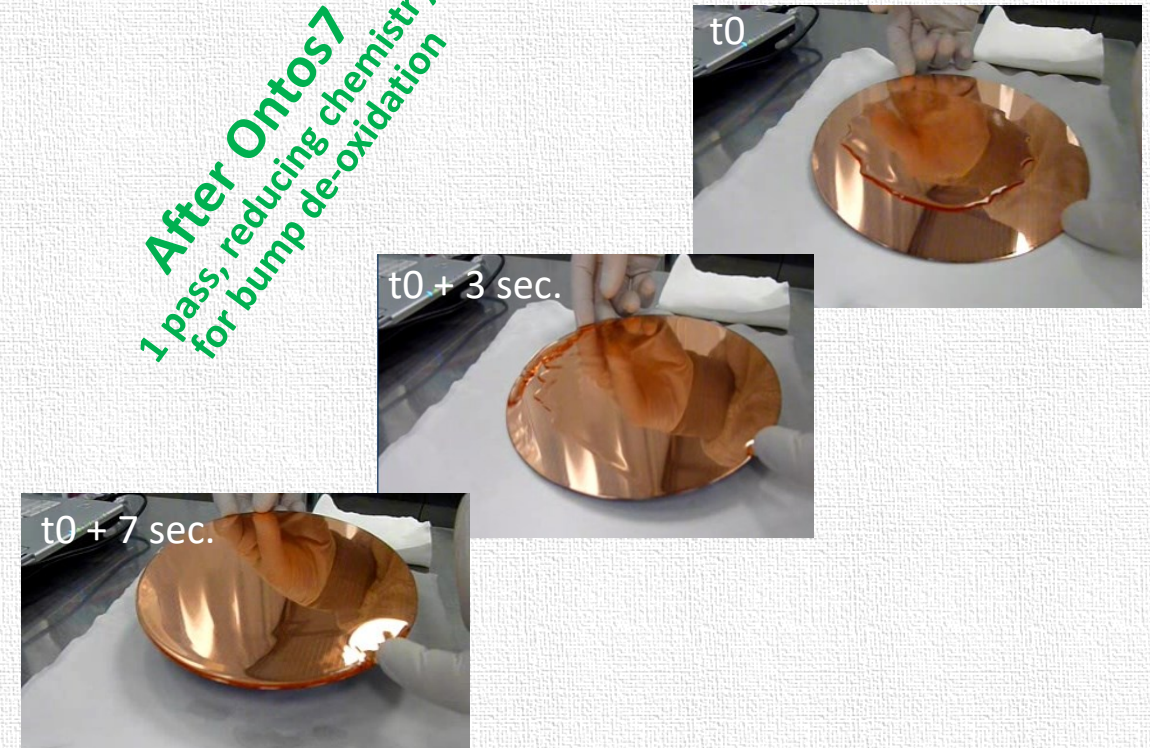 After Ontos7
1 pass, reducing chemistry
for bump de-oxidation
t0
t0 + 3 sec.
t0 + 7 sec.